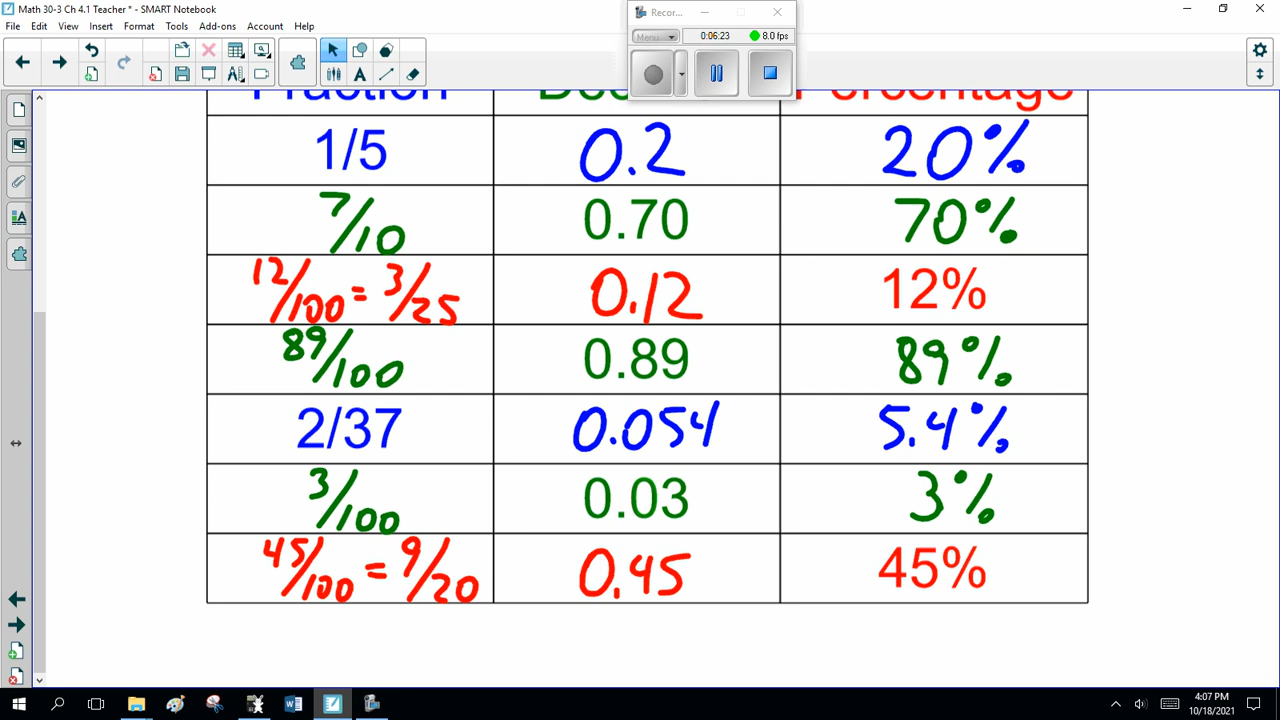 Math 30-3 Ch 4.1 Teacher * - SMART Notebook
Recor...
File Edit View Insert Format Tools Add-ons Account Help
Menu 0:06:23 8.0 fps
Fraction Percentage
1/5 0.2 20%
7/10 0.70 70%
12/100 = 3/25 0.12 12%
89/100 0.89 89%
2/37 0.054 5.4%
3/100 0.03 3%
45/100 = 9/20 0.45 45%
4:07 PM
10/18/2021